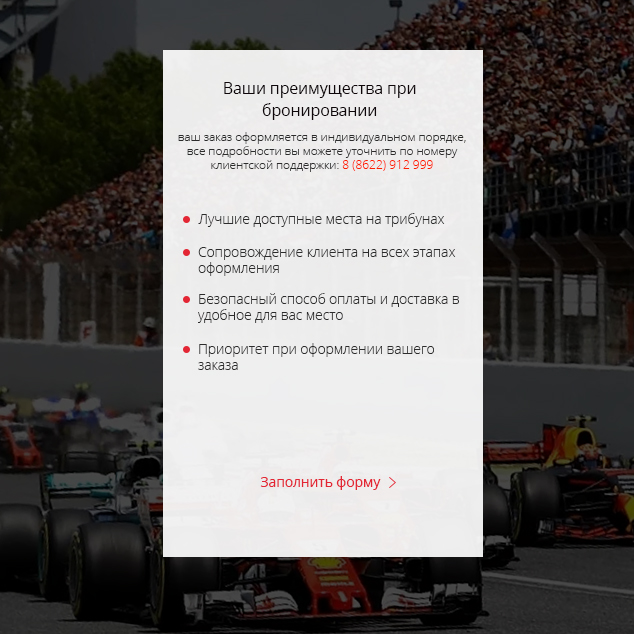 Ваши преимущества при
бронировании
ваш заказ оформляется в индивидуальном порядке,
все подробности вы можете уточнить по номеру
клиентской поддержки: 8 (8622) 912 999
Лучшие доступные места на трибунах
Сопровождение клиента на всех этапах
оформления
Безопасный способ оплаты и доставка в
удобное для вас место
Приоритет при оформлении вашего
заказа
Заполнить форму